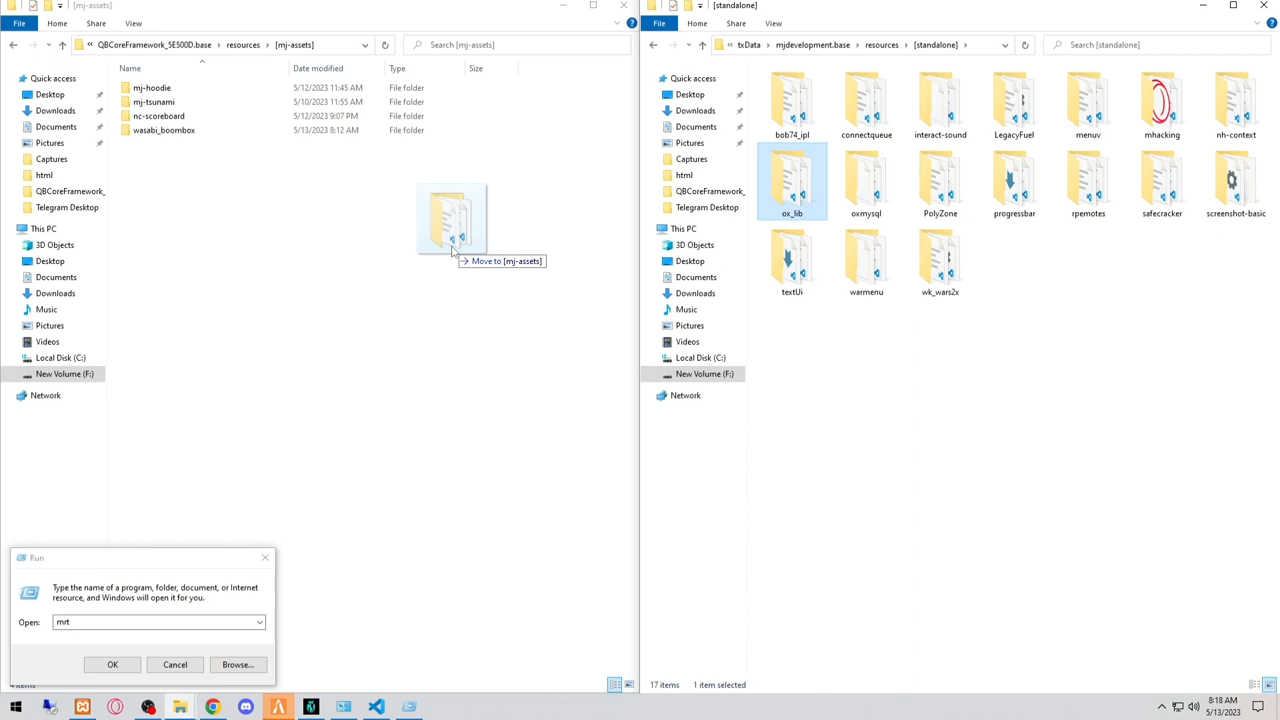 [mj-assets]
File
Home
Share
View
QBCoreFramework_5E500D.base
resources
[mj-assets]
Search [mj-assets]
Name
Date modified
Type
Size
Quick access
Desktop
Downloads
Documents
Pictures
Captures
html
QBCoreFramework_
Telegram Desktop
This PC
3D Objects
Desktop
Documents
Downloads
Music
Pictures
Videos
Local Disk (C:)
New Volume (F:)
Network
mj-hoodie 5/12/2023 11:45 AM File folder
mj-tsunami 5/10/2023 11:55 AM File folder
nc-scoreboard 5/12/2023 9:07 PM File folder
wasabi_boombox 5/13/2023 8:12 AM File folder
Move to [mj-assets]
Run
Type the name of a program, folder, document, or Internet
resource, and Windows will open it for you.
Open: mrt
OK
Cancel
Browse...
[standalone]
File
Home
Share
View
txData
mjdevelopment.base
resources
[standalone]
Search [standalone]
Quick access
Desktop
Downloads
Documents
Pictures
Captures
html
QBCoreFramework_
Telegram Desktop
This PC
3D Objects
Desktop
Documents
Downloads
Music
Pictures
Videos
Local Disk (C:)
New Volume (F:)
Network
bob74_ipl
connectqueue
interact-sound
LegacyFuel
menuv
mhacking
nh-context
ox_lib
oxmysql
PolyZone
progressbar
rpemotes
safecracker
screenshot-basic
textUi
warmenu
wk_wars2x
17 items
1 item selected
8:18 AM
5/13/2023